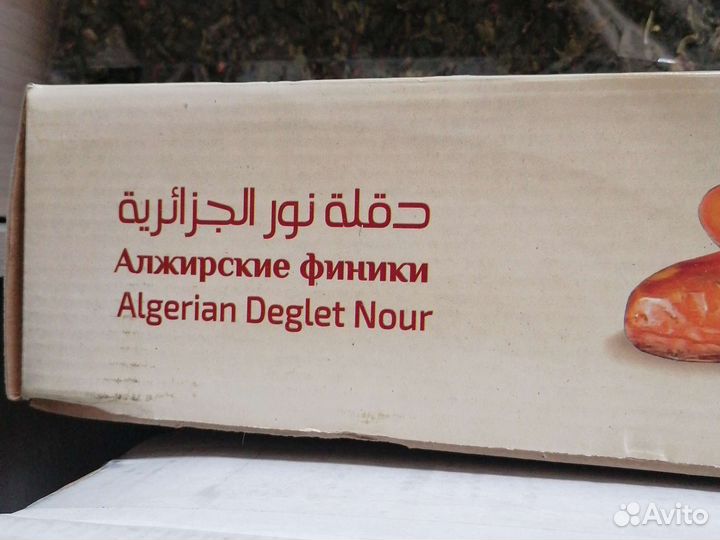 دقلة نور الجزائرية
Алжирские финики
Algerian Deglet Nour
Avito